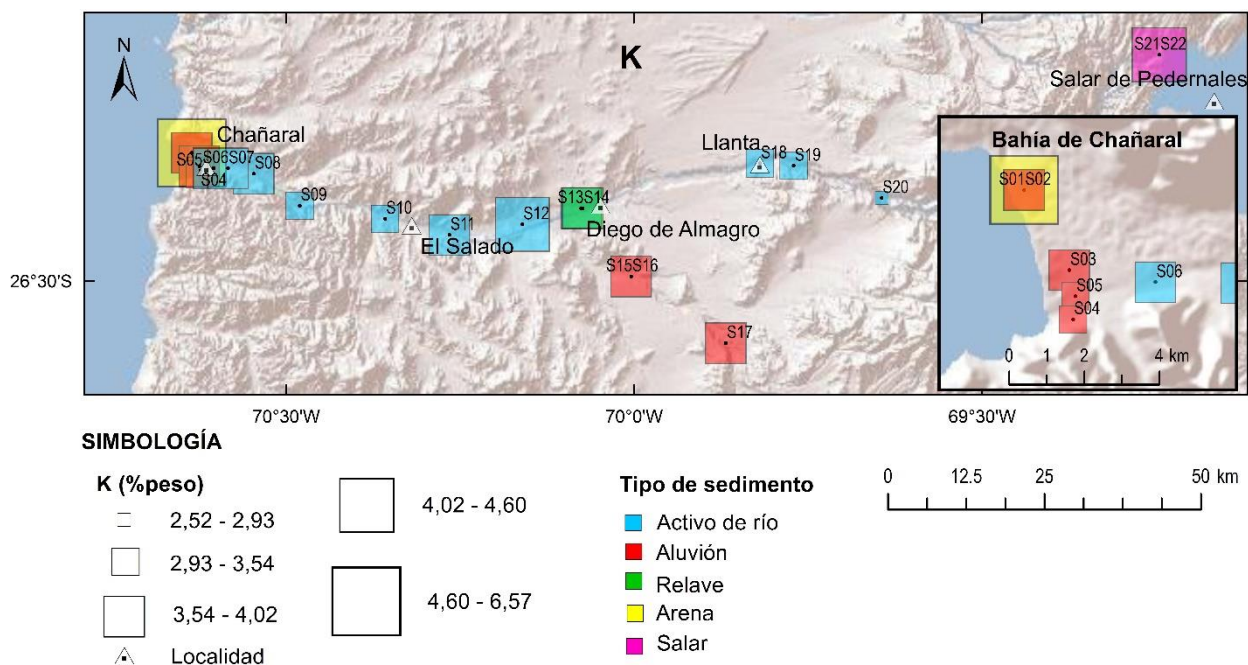 K
N
S21S22
Salar de Pedernales
Chañaral
Llanta
S05 S06 S07 S08
S04
S18 S19
S20
S09
S10
S11
S12
S13S14
El Salado
Diego de Almagro
S15S16
S17
Bahía de Chañaral
S01S02
S03
S05
S06
S04
0 1 2 4 km
26°30'S
70°30'W 70°0'W 69°30'W
SIMBOLOGÍA
K (%peso)
2,52 - 2,93
2,93 - 3,54
3,54 - 4,02
4,02 - 4,60
4,60 - 6,57
Localidad
Tipo de sedimento
Activo de río
Aluvión
Relave
Arena
Salar
0 12.5 25 50 km